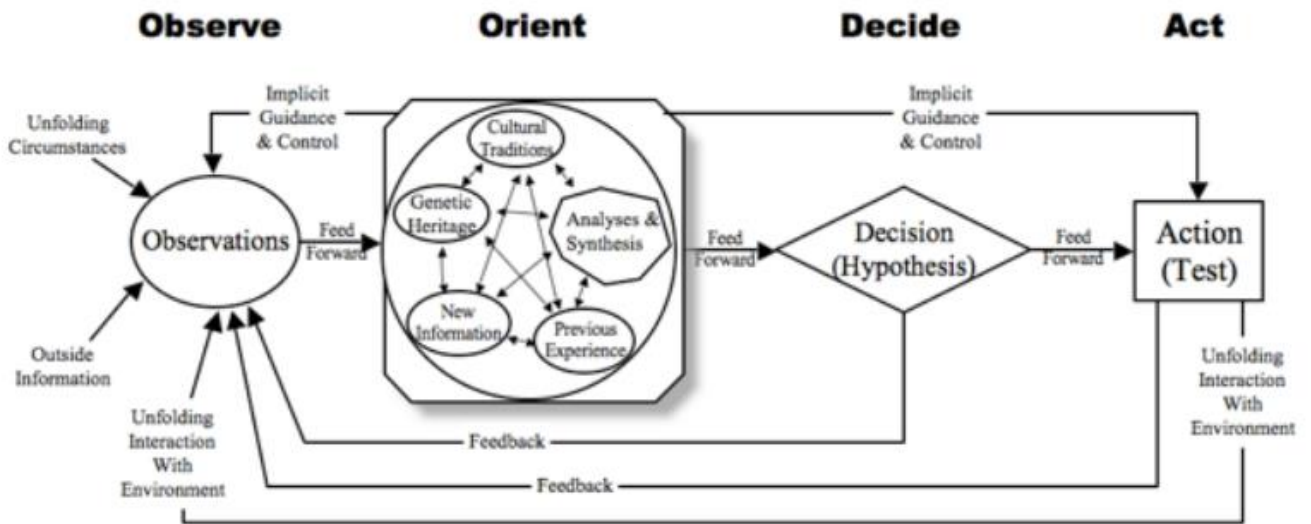 Observe Orient Decide Act
Implicit
Guidance
& Control
Implicit
Guidance
& Control
Unfolding
Circumstances
Cultural
Traditions
Genetic
Heritage
Analyses &
Synthesis
Observations
Feed
Forward
Feed
Forward
Decision
(Hypothesis)
Feed
Forward
Action
(Test)
New
Information
Previous
Experience
Outside
Information
Unfolding
Interaction
With
Environment
Unfolding
Interaction
With
Environment
Feedback
Feedback